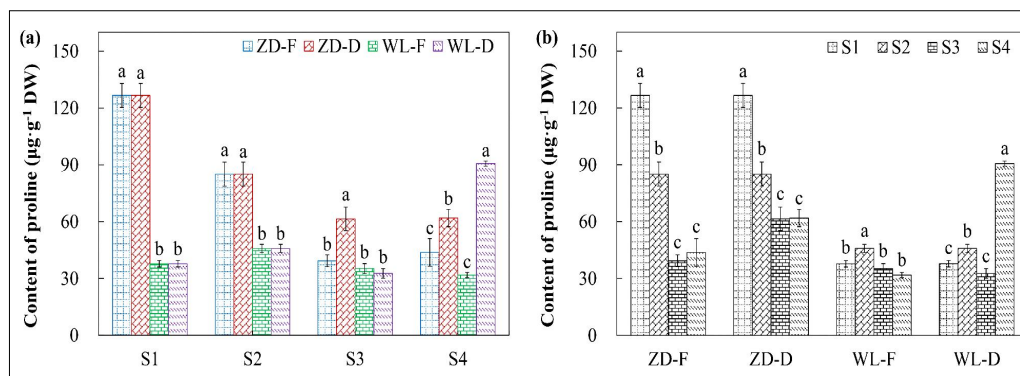 (a)
ZD-F ZD-D WL-F WL-D
Content of proline (µg·g⁻¹ DW)
150
120
90
60
30
0
a a b b
a a b b
b a b b
c b c a
S1 S2 S3 S4
(b)
S1 S2 S3 S4
Content of proline (µg·g⁻¹ DW)
150
120
90
60
30
0
a b c c
a b c c
b a b b
c b c a
ZD-F ZD-D WL-F WL-D